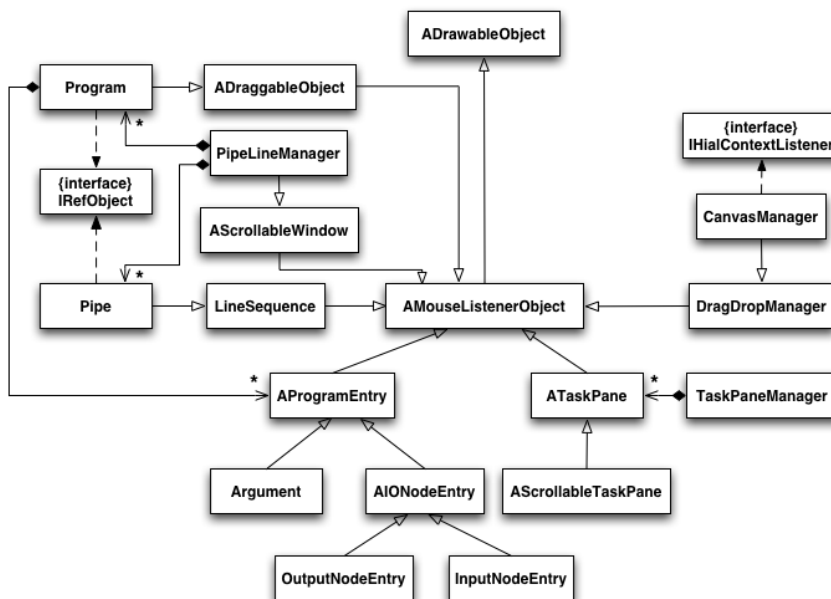 ADrawableObject
Program
ADraggableObject
*
PipeLineManager
{interface}
IHialContextListener
{interface}
IRefObject
AScrollableWindow
CanvasManager
*
Pipe
LineSequence
AMouseListenerObject
DragDropManager
*
AProgramEntry
ATaskPane
*
TaskPaneManager
Argument
AIONodeEntry
AScrollableTaskPane
OutputNodeEntry
InputNodeEntry